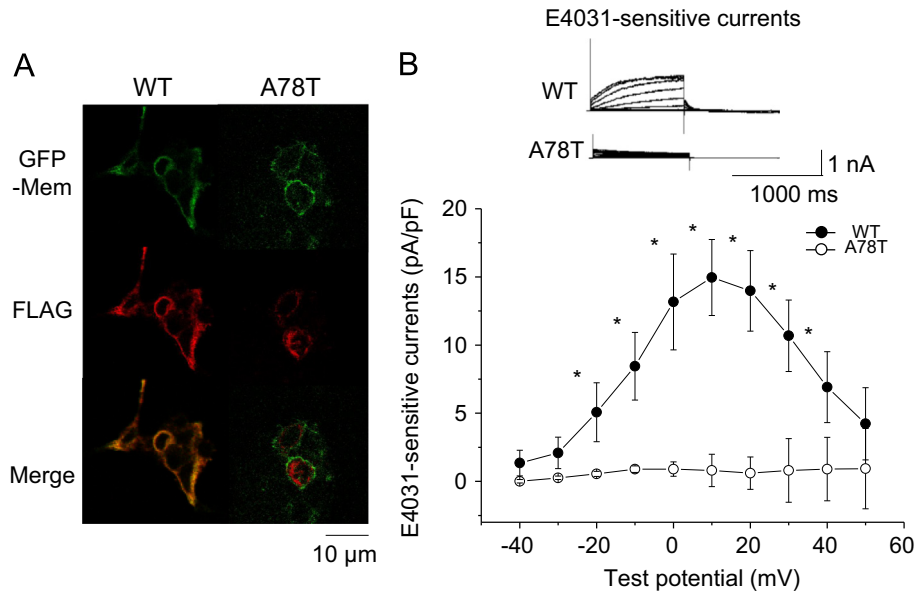 A
WT
A78T
GFP
-Mem
FLAG
Merge
10 µm
B
E4031-sensitive currents
WT
A78T
1 nA
1000 ms
E4031-sensitive currents (pA/pF)
20
15
10
5
0
* * * * * * *
WT
A78T
-40 -20 0 20 40 60
Test potential (mV)